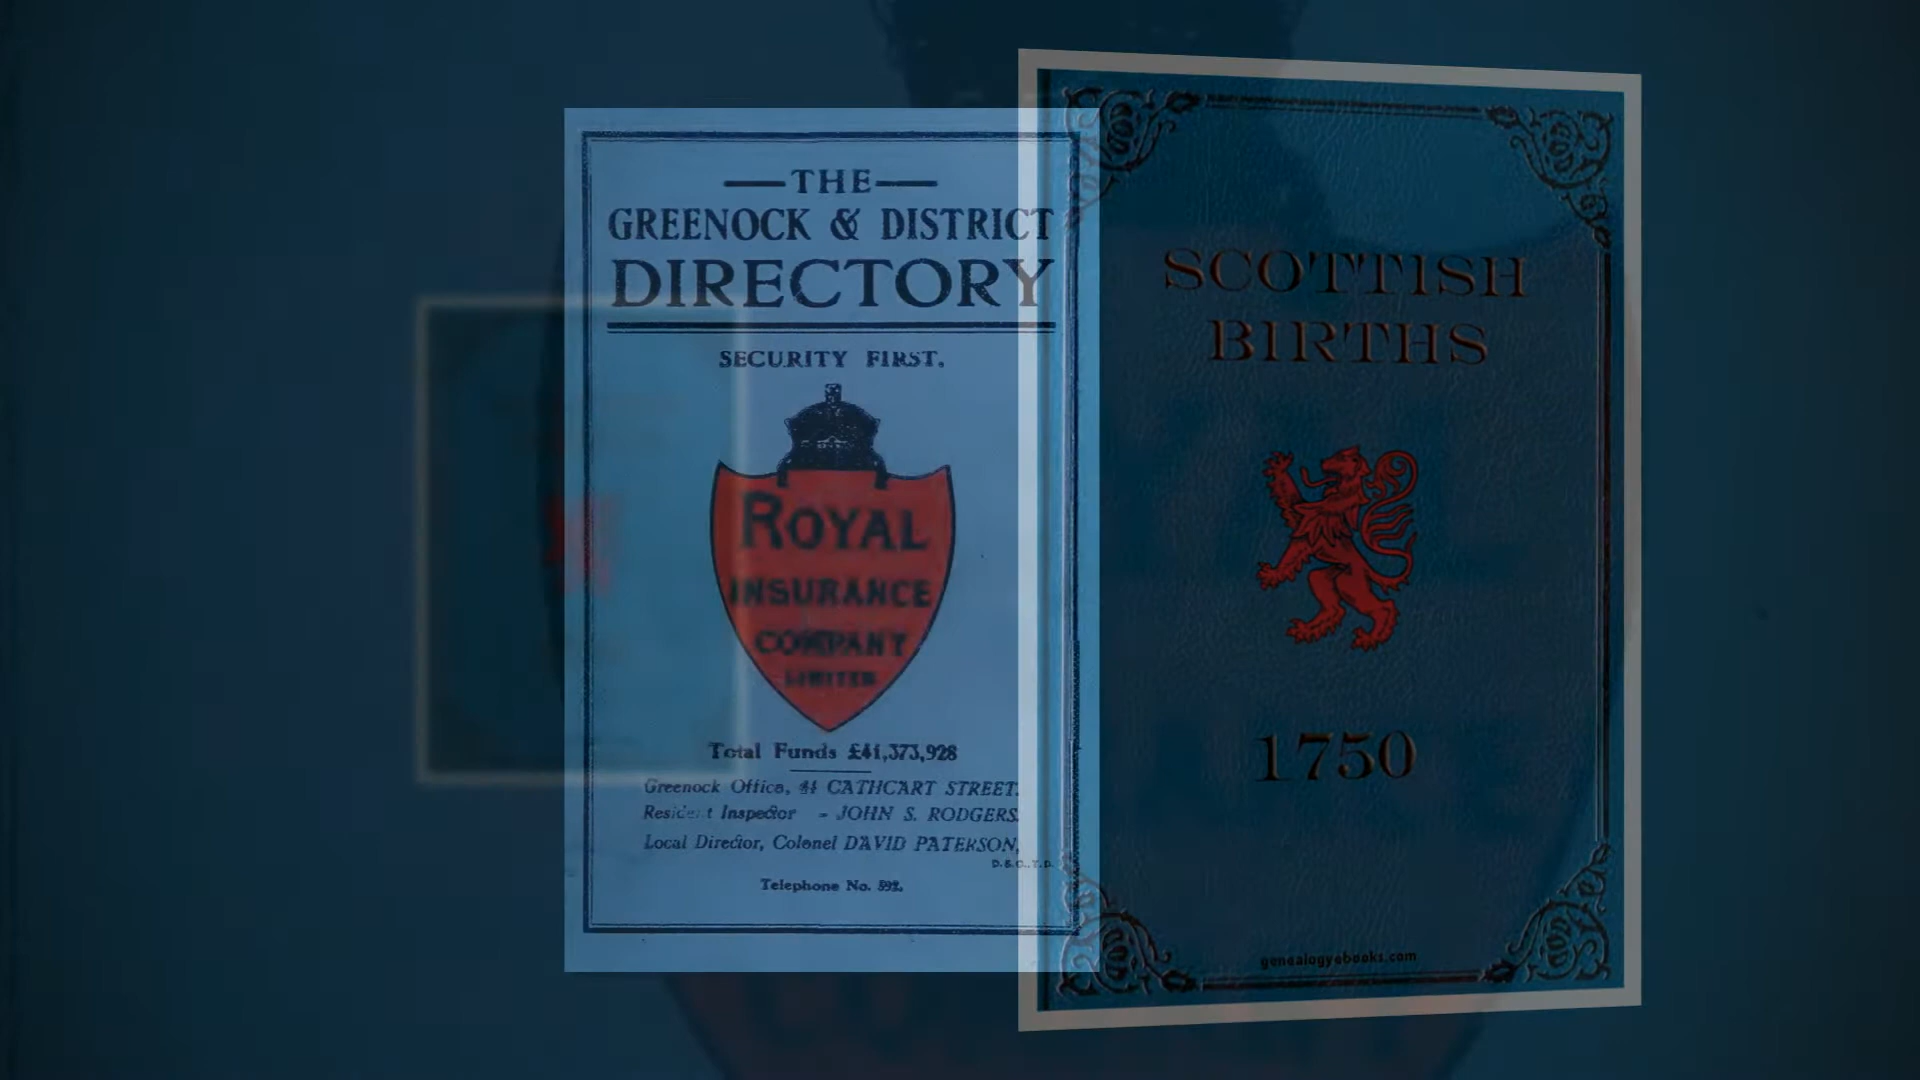 THE
GREENOCK & DISTRICT
DIRECTORY
SECURITY FIRST.
ROYAL
INSURANCE
COMPANY
LIMITED
Total Funds £41,373,928
Greenock Office, 41 CATHCART STREET.
Resident Inspector - JOHN S. RODGERS.
Local Director, Colonel DAVID PATERSON,
D.S.O., T.D.
Telephone No. 592.
SCOTTISH
BIRTHS
1750
genealogyebooks.com